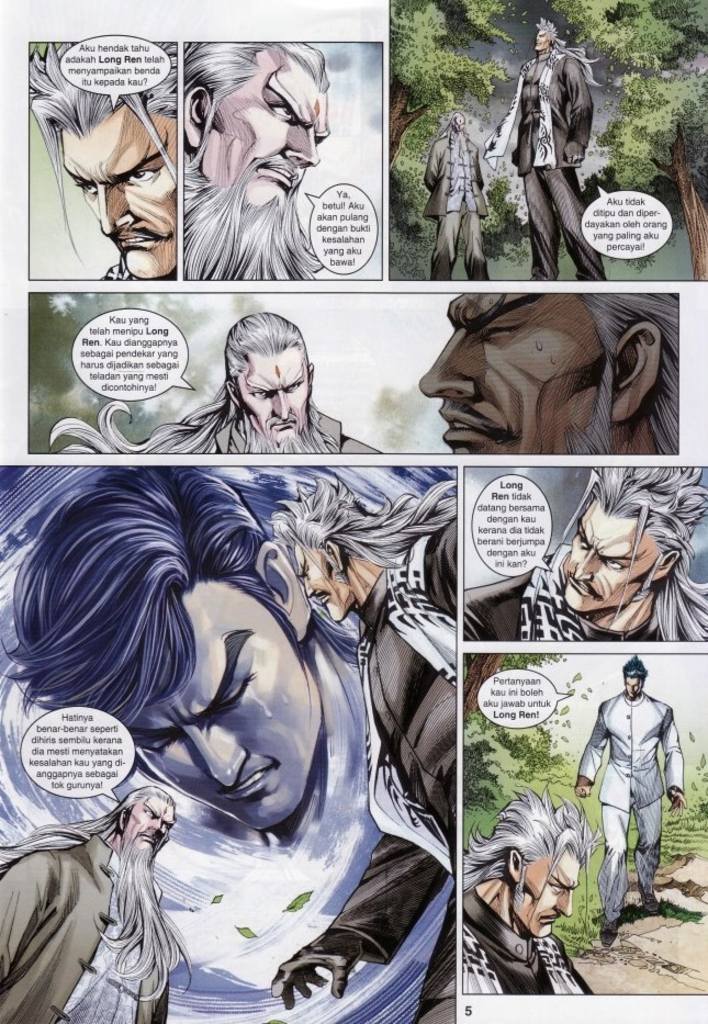 Aku hendak tahu
adakah Long Ren telah
menyampaikan benda
itu kepada kau?
Ya,
betul! Aku
akan pulang
dengan bukti
kesalahan
yang aku
bawa!
Aku tidak
ditipu dan diper-
dayakan oleh orang
yang paling aku
percayai!
Kau yang
telah menipu Long
Ren. Kau dianggapnya
sebagai pendekar yang
harus dijadikan sebagai
teladan yang mesti
dicontohinya!
Hatinya
benar-benar seperti
dihiris sembilu kerana
dia mesti menyatakan
kesalahan kau yang di-
anggapnya sebagai
tok gurunya!
Long
Ren tidak
datang bersama
dengan kau
kerana dia tidak
berani berjumpa
dengan aku
ini kan?
Pertanyaan
kau ini boleh
aku jawab untuk
Long Ren!
5